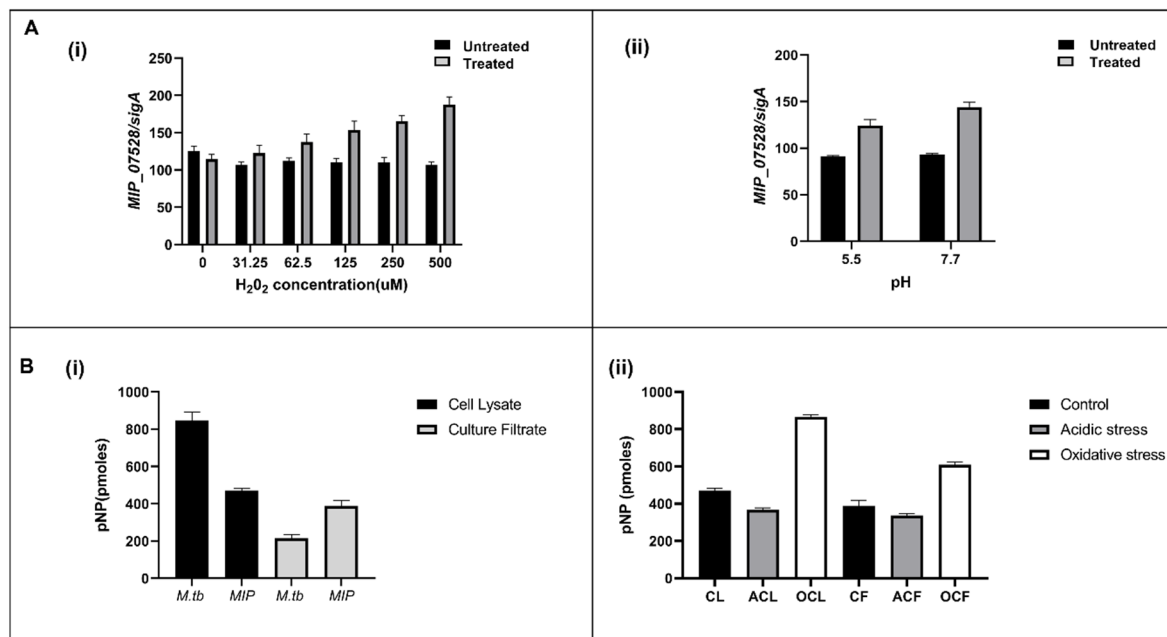 A
(i)
Untreated
Treated
MIP_07528/sigA
250
200
150
100
50
0
0 31.25 62.5 125 250 500
H202 concentration(uM)
(ii)
Untreated
Treated
MIP_07528/sigA
200
150
100
50
0
5.5 7.7
pH
B
(i)
Cell Lysate
Culture Filtrate
pNP(pmoles)
1000
800
600
400
200
0
M.tb MIP M.tb MIP
(ii)
Control
Acidic stress
Oxidative stress
pNP (pmoles)
1000
800
600
400
200
0
CL ACL OCL CF ACF OCF